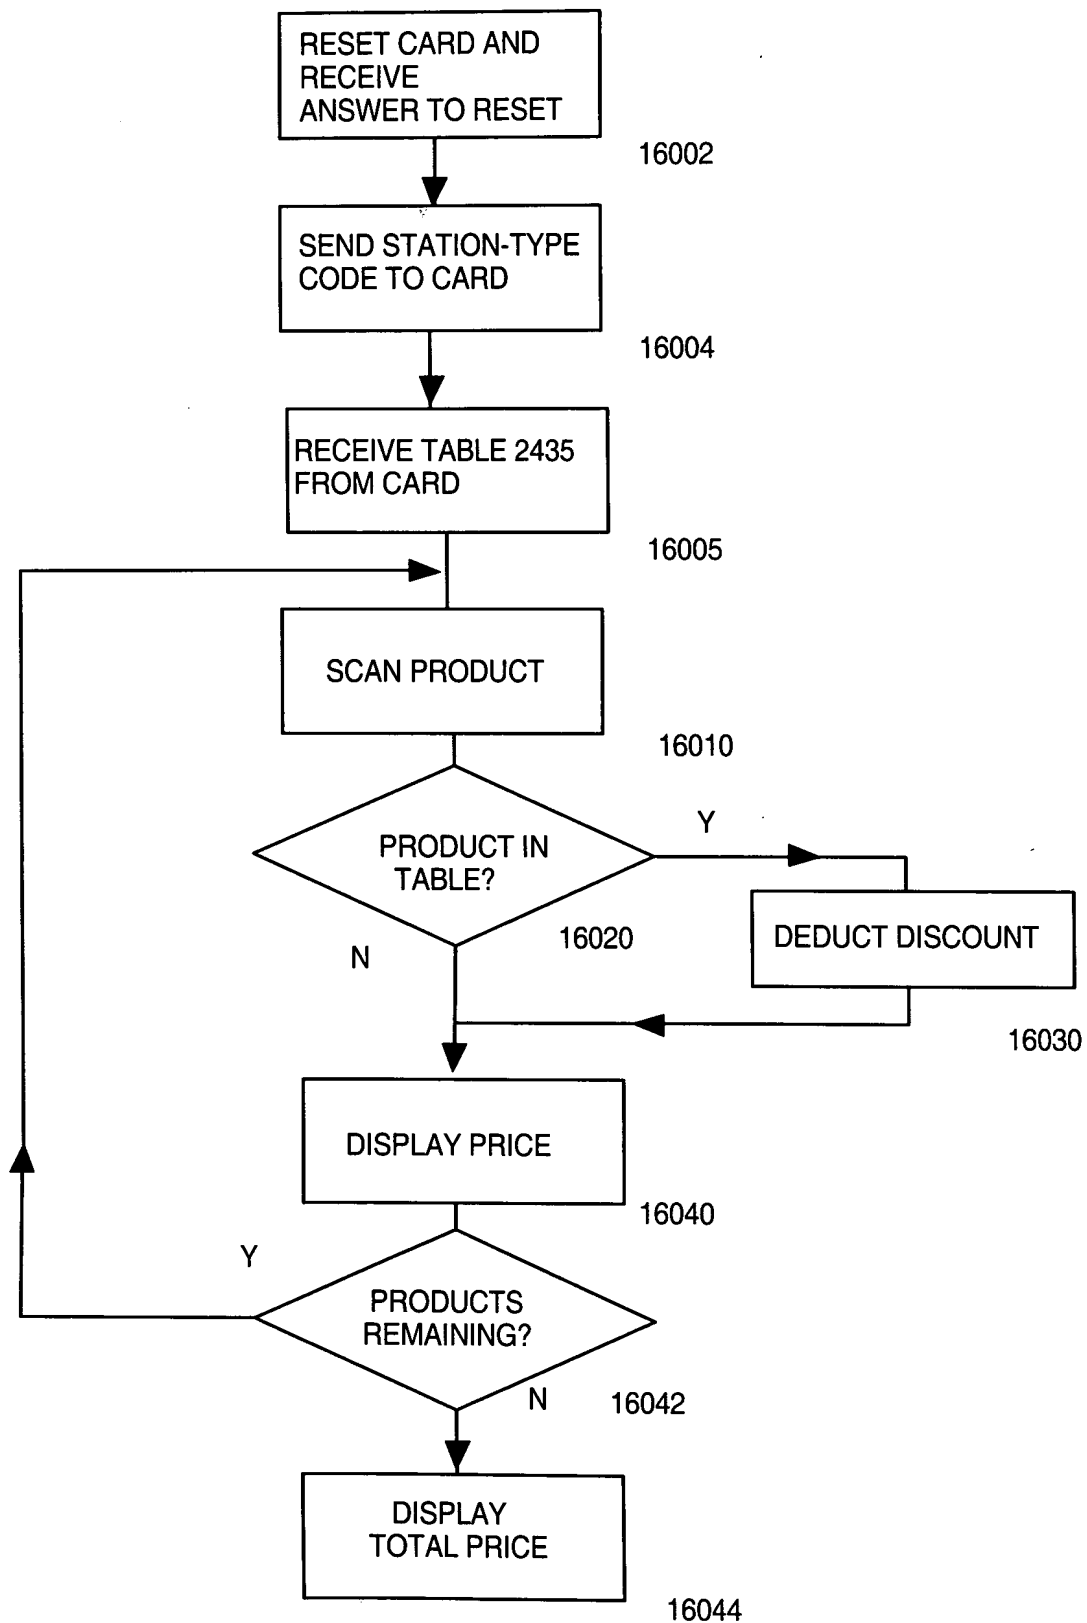 RESET CARD AND
RECEIVE
ANSWER TO RESET
16002
SEND STATION-TYPE
CODE TO CARD
16004
RECEIVE TABLE 2435
FROM CARD
16005
SCAN PRODUCT
16010
PRODUCT IN
TABLE?
Y
N
16020
DEDUCT DISCOUNT
16030
DISPLAY PRICE
16040
Y
PRODUCTS
REMAINING?
N
16042
DISPLAY
TOTAL PRICE
16044